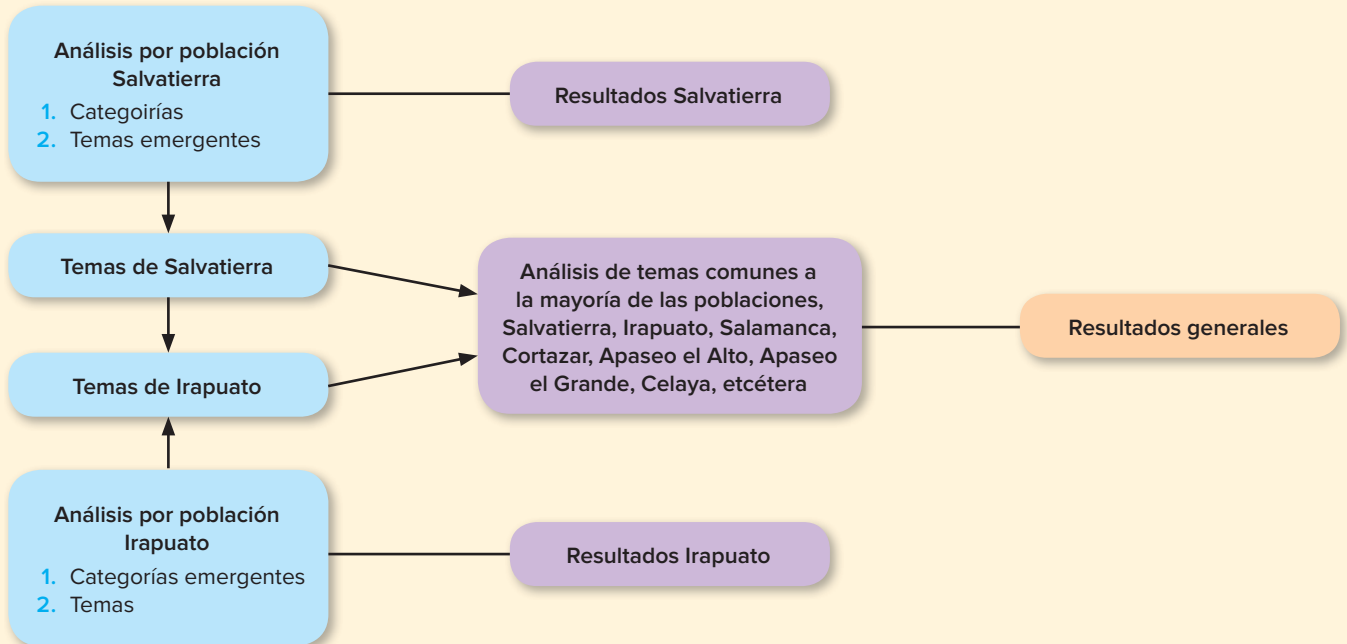 Análisis por población
Salvatierra
1. Categoirías
2. Temas emergentes
Resultados Salvatierra
Temas de Salvatierra
Temas de Irapuato
Análisis de temas comunes a
la mayoría de las poblaciones,
Salvatierra, Irapuato, Salamanca,
Cortazar, Apaseo el Alto, Apaseo
el Grande, Celaya, etcétera
Resultados generales
Análisis por población
Irapuato
1. Categorías emergentes
2. Temas
Resultados Irapuato